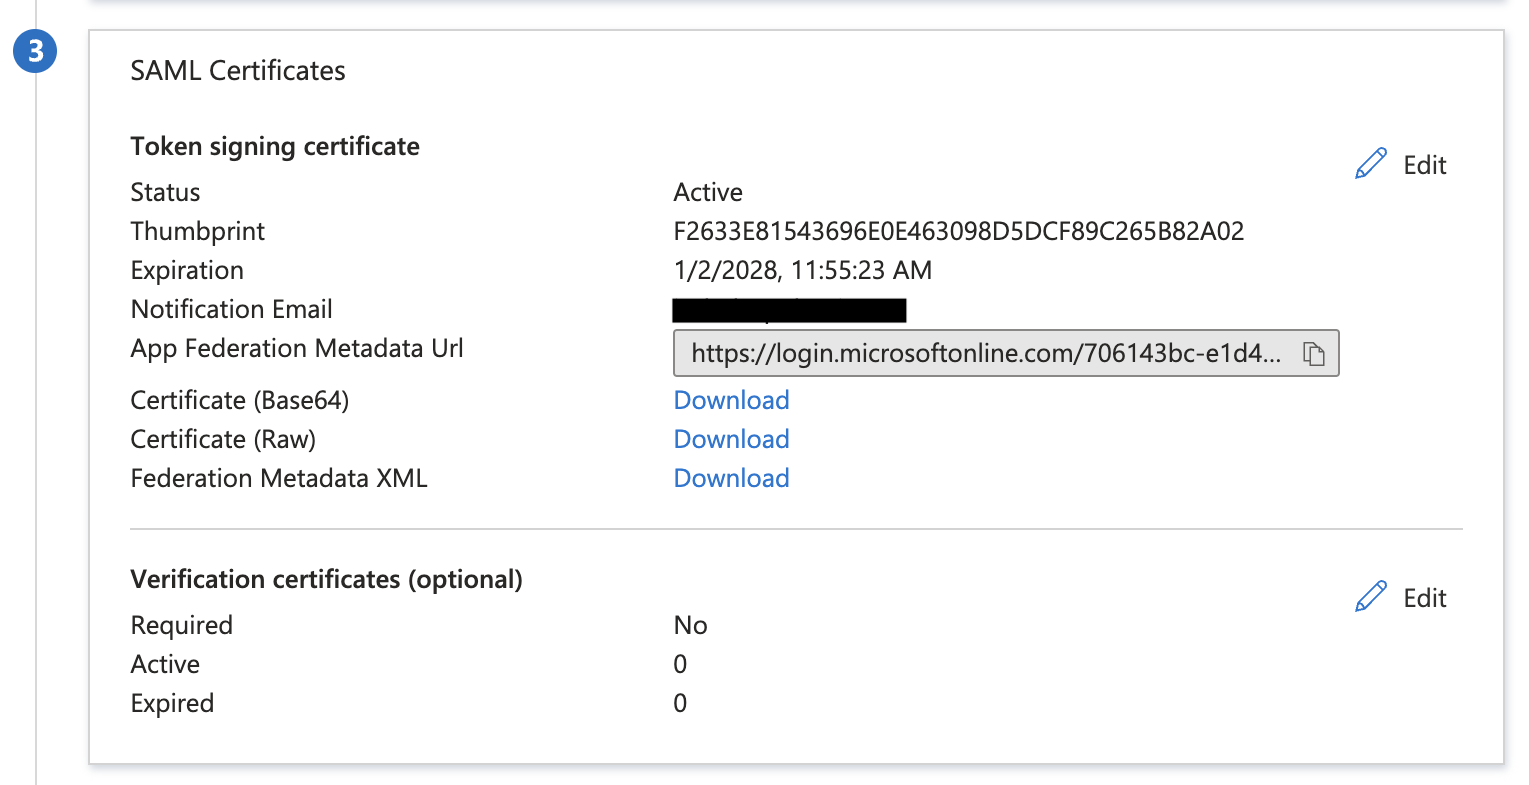 3
SAML Certificates
Token signing certificate
Edit
Status Active
Thumbprint F2633E81543696E0E463098D5DCF89C265B82A02
Expiration 1/2/2028, 11:55:23 AM
Notification Email
App Federation Metadata Url https://login.microsoftonline.com/706143bc-e1d4...
Certificate (Base64) Download
Certificate (Raw) Download
Federation Metadata XML Download
Verification certificates (optional)
Edit
Required No
Active 0
Expired 0